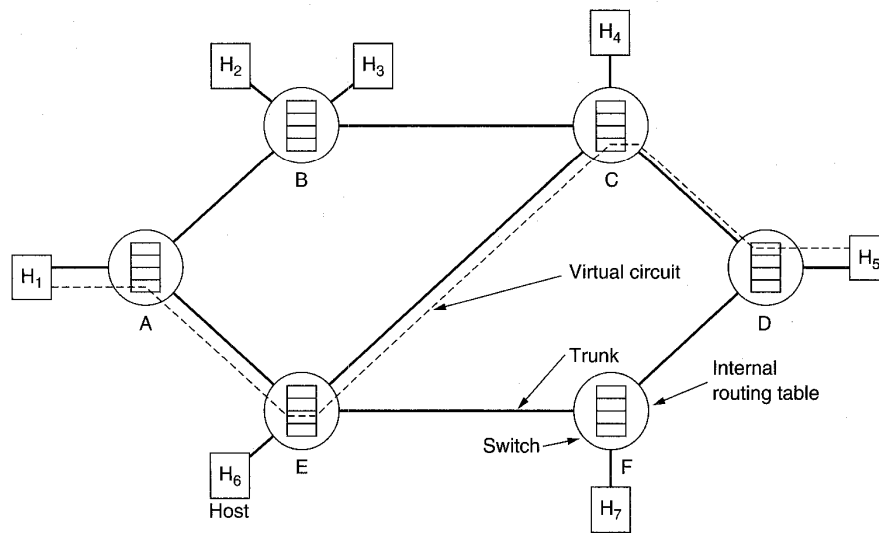 H4
H2
H3
B
C
H1
Virtual circuit
H5
A
D
Trunk
Internal
routing table
Switch
E
F
H6
Host
H7